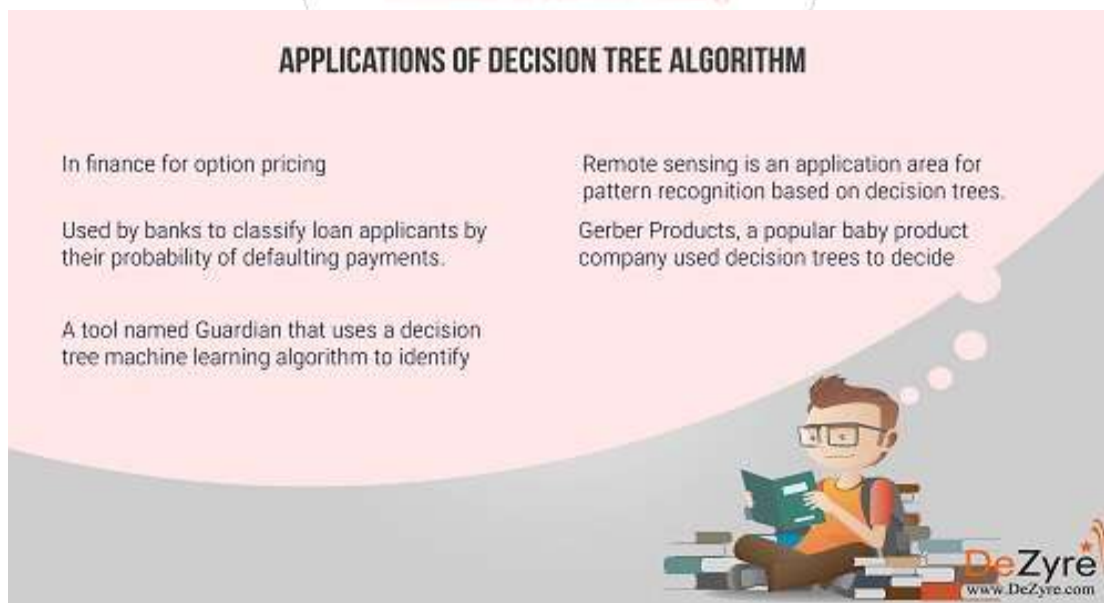 APPLICATIONS OF DECISION TREE ALGORITHM
In finance for option pricing
Used by banks to classify loan applicants by
their probability of defaulting payments.
A tool named Guardian that uses a decision
tree machine learning algorithm to identify
Remote sensing is an application area for
pattern recognition based on decision trees.
Gerber Products, a popular baby product
company used decision trees to decide
DeZyre
www.DeZyre.com